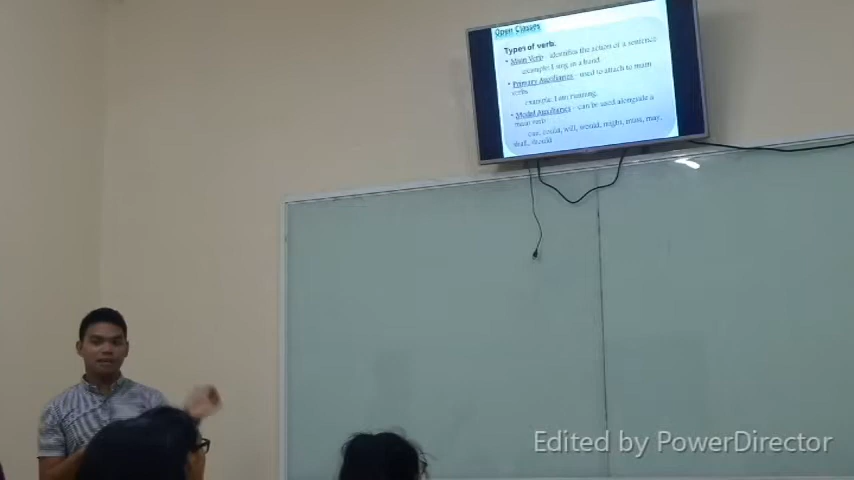 Open Classes
Types of verb.
• Main Verb - identifies the action of a sentence
example: I sing in a band.
• Primary Auxiliaries - used to attach to main
verbs
example: I am running.
• Modal Auxiliaries - can be used alongside a
main verb
can, could, will, would, might, must, may,
shall, should
Edited by PowerDirector